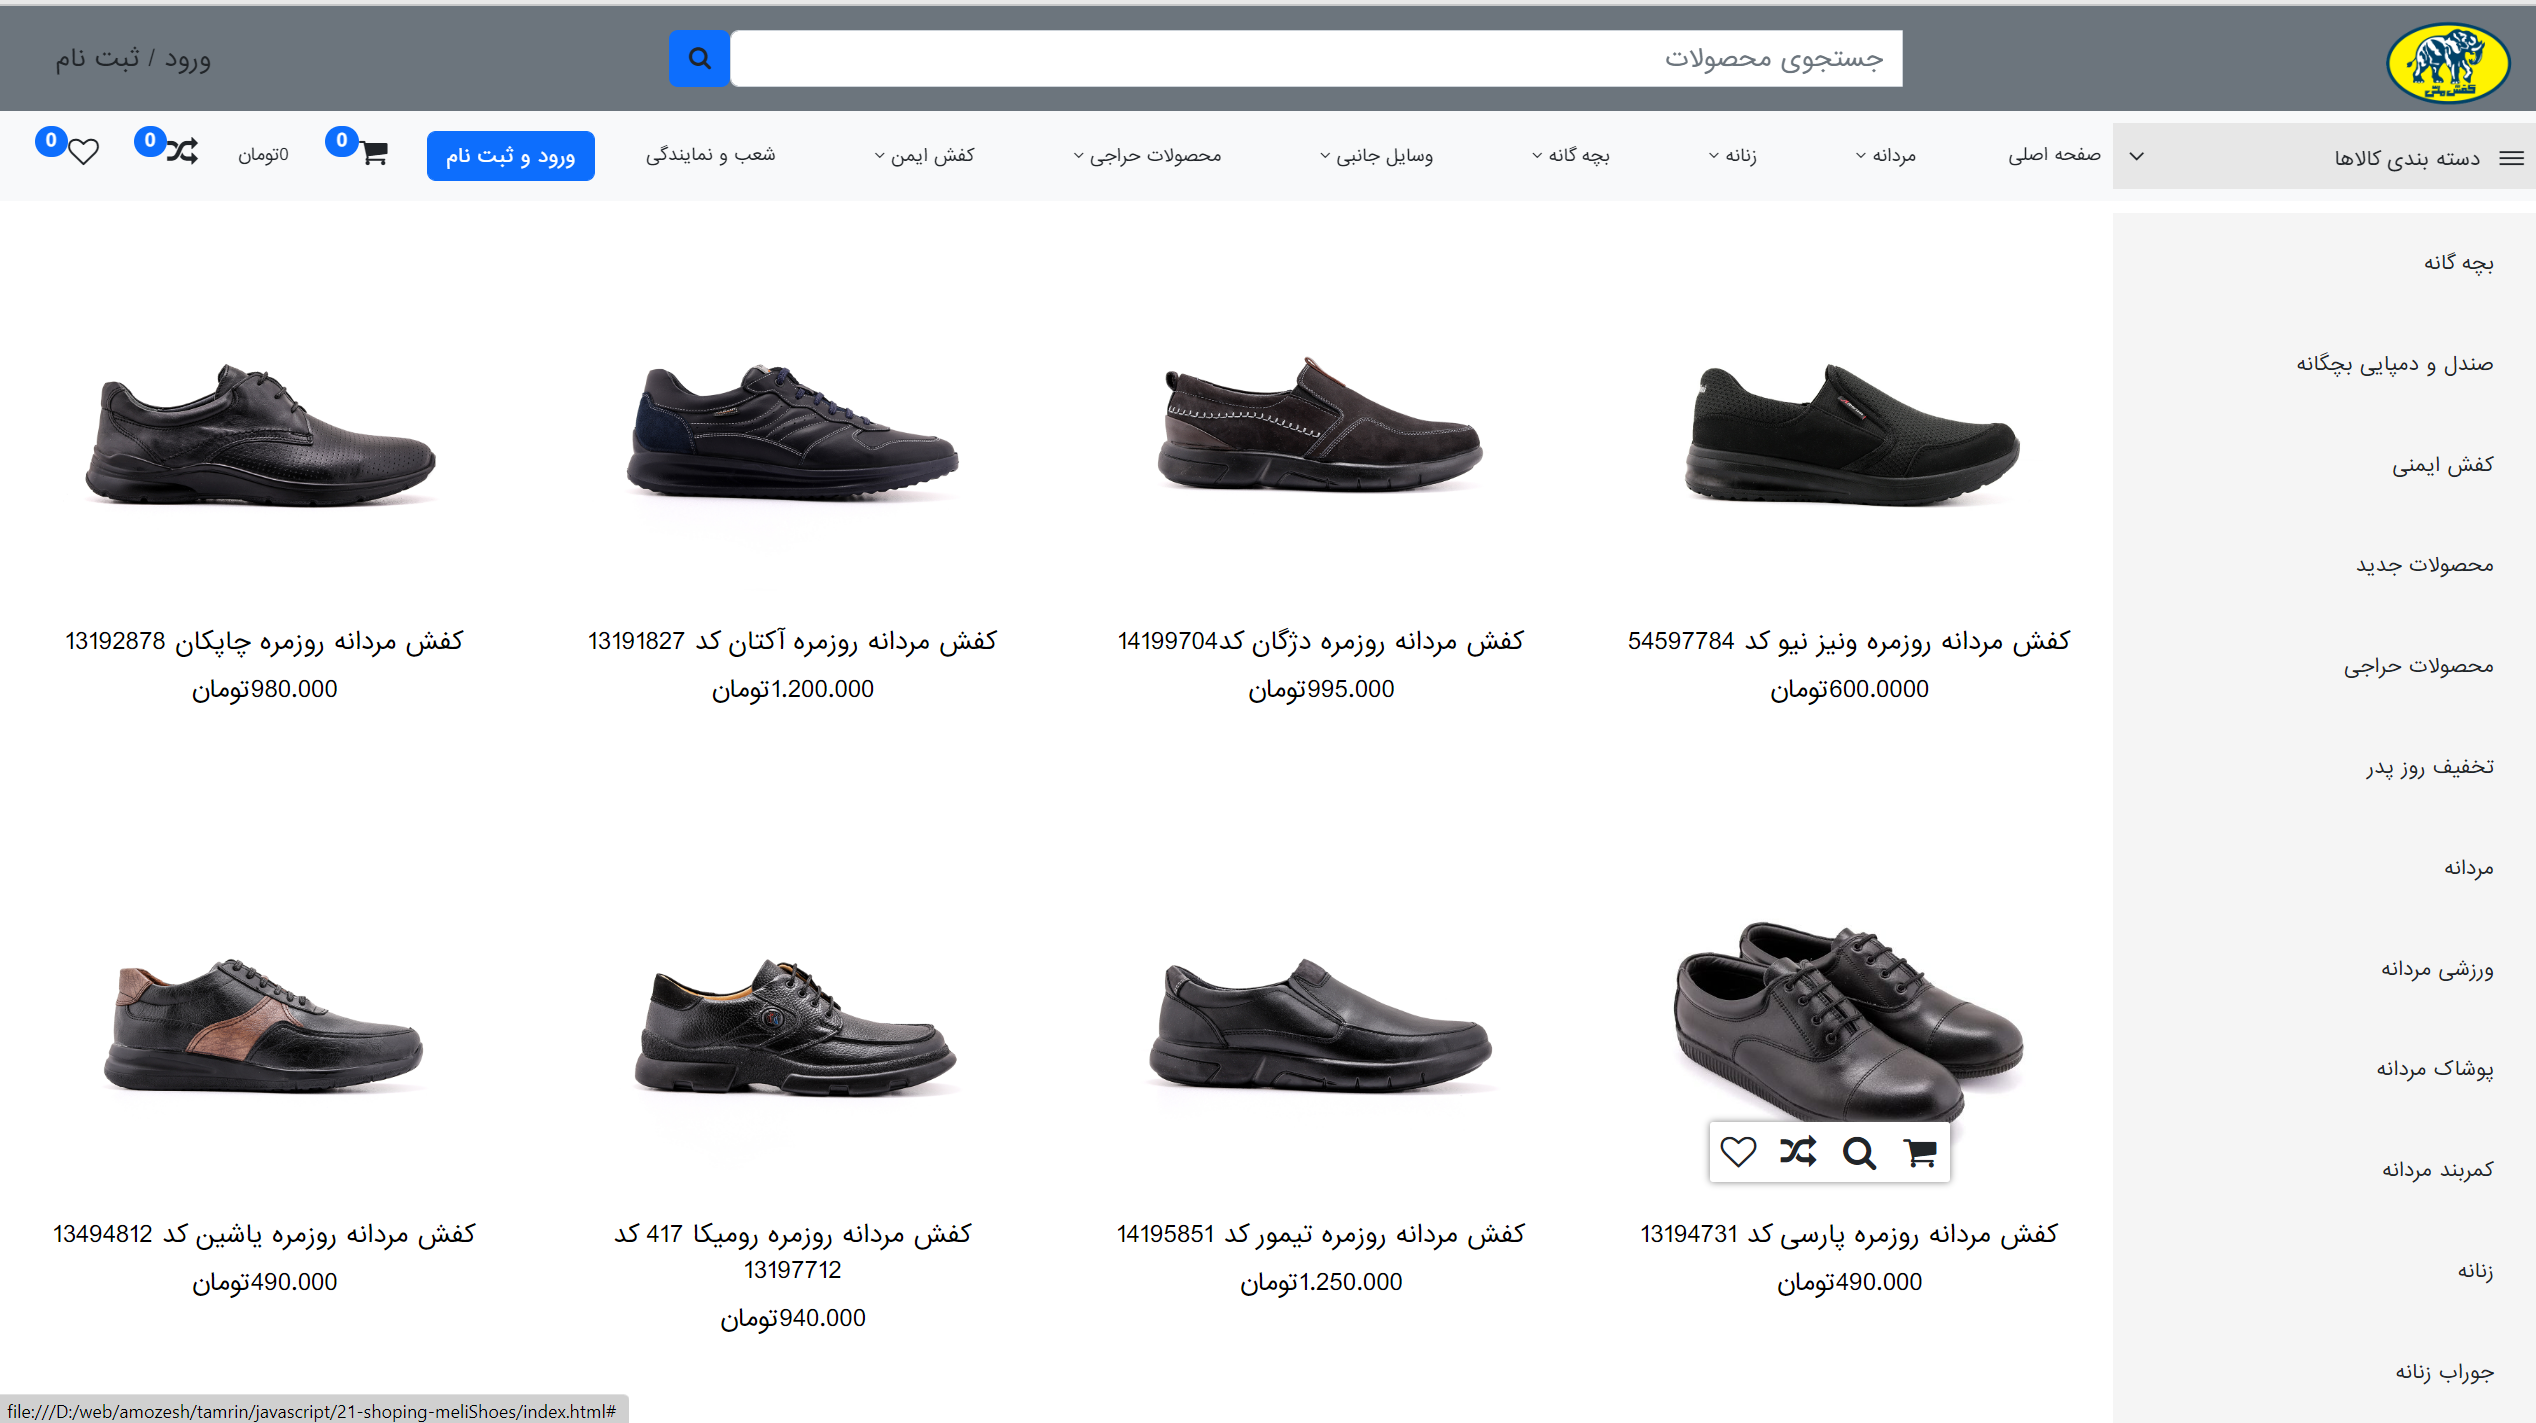 کفش ملی
جستجوی محصولات
ورود / ثبت نام
دسته بندی کالاها
صفحه اصلی
مردانه
زنانه
بچه گانه
وسایل جانبی
محصولات حراجی
کفش ایمن
شعب و نمایندگی
ورود و ثبت نام
0
0تومان
0
0
بچه گانه
صندل و دمپایی بچگانه
کفش ایمنی
محصولات جدید
محصولات حراجی
تخفیف روز پدر
مردانه
ورزشی مردانه
پوشاک مردانه
کمربند مردانه
زنانه
جوراب زنانه
کفش مردانه روزمره ونیز نیو کد 54597784
600.0000تومان
کفش مردانه روزمره دژگان کد14199704
995.000تومان
کفش مردانه روزمره آکتان کد 13191827
1.200.000تومان
کفش مردانه روزمره چاپکان 13192878
980.000تومان
کفش مردانه روزمره پارسی کد 13194731
490.000تومان
کفش مردانه روزمره تیمور کد 14195851
1.250.000تومان
کفش مردانه روزمره رومیکا 417 کد
13197712
940.000تومان
کفش مردانه روزمره یاشین کد 13494812
490.000تومان
file:///D:/web/amozesh/tamrin/javascript/21-shoping-meliShoes/index.html#